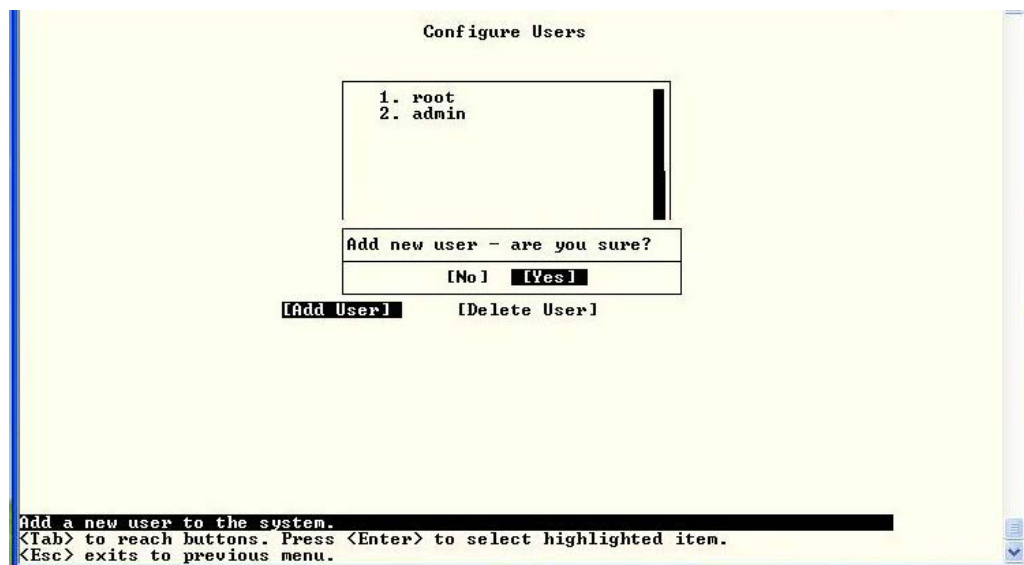 Configure Users
1. root
2. admin
Add new user - are you sure?
[No] [Yes]
[Add User] [Delete User]
Add a new user to the system.
<Tab> to reach buttons. Press <Enter> to select highlighted item.
<Esc> exits to previous menu.